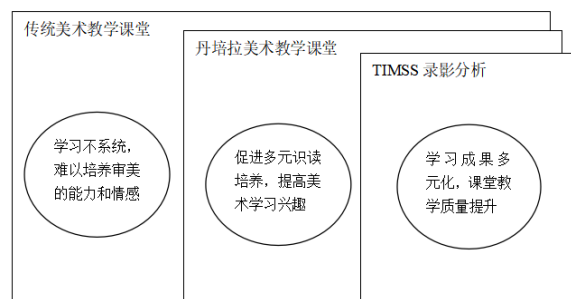 传统美术教学课堂
丹培拉美术教学课堂
TIMSS 录影分析
学习不系统，
难以培养审美
的能力和情感
促进多元识读
培养，提高美
术学习兴趣
学习成果多
元化，课堂教
学质量提升